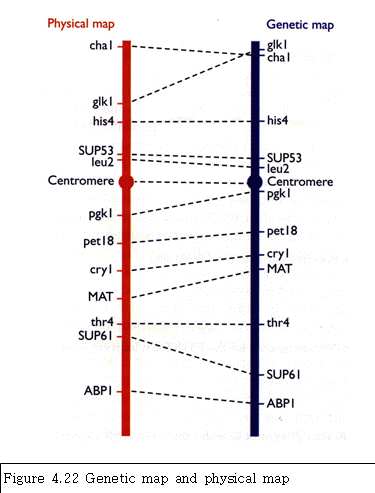 Physical map
Genetic map
cha1
glk1
his4
SUP53
leu2
Centromere
pgk1
pet18
cry1
MAT
thr4
SUP61
ABP1
glk1
cha1
his4
SUP53
leu2
Centromere
pgk1
pet18
cry1
MAT
thr4
SUP61
ABP1
Figure 4.22 Genetic map and physical map